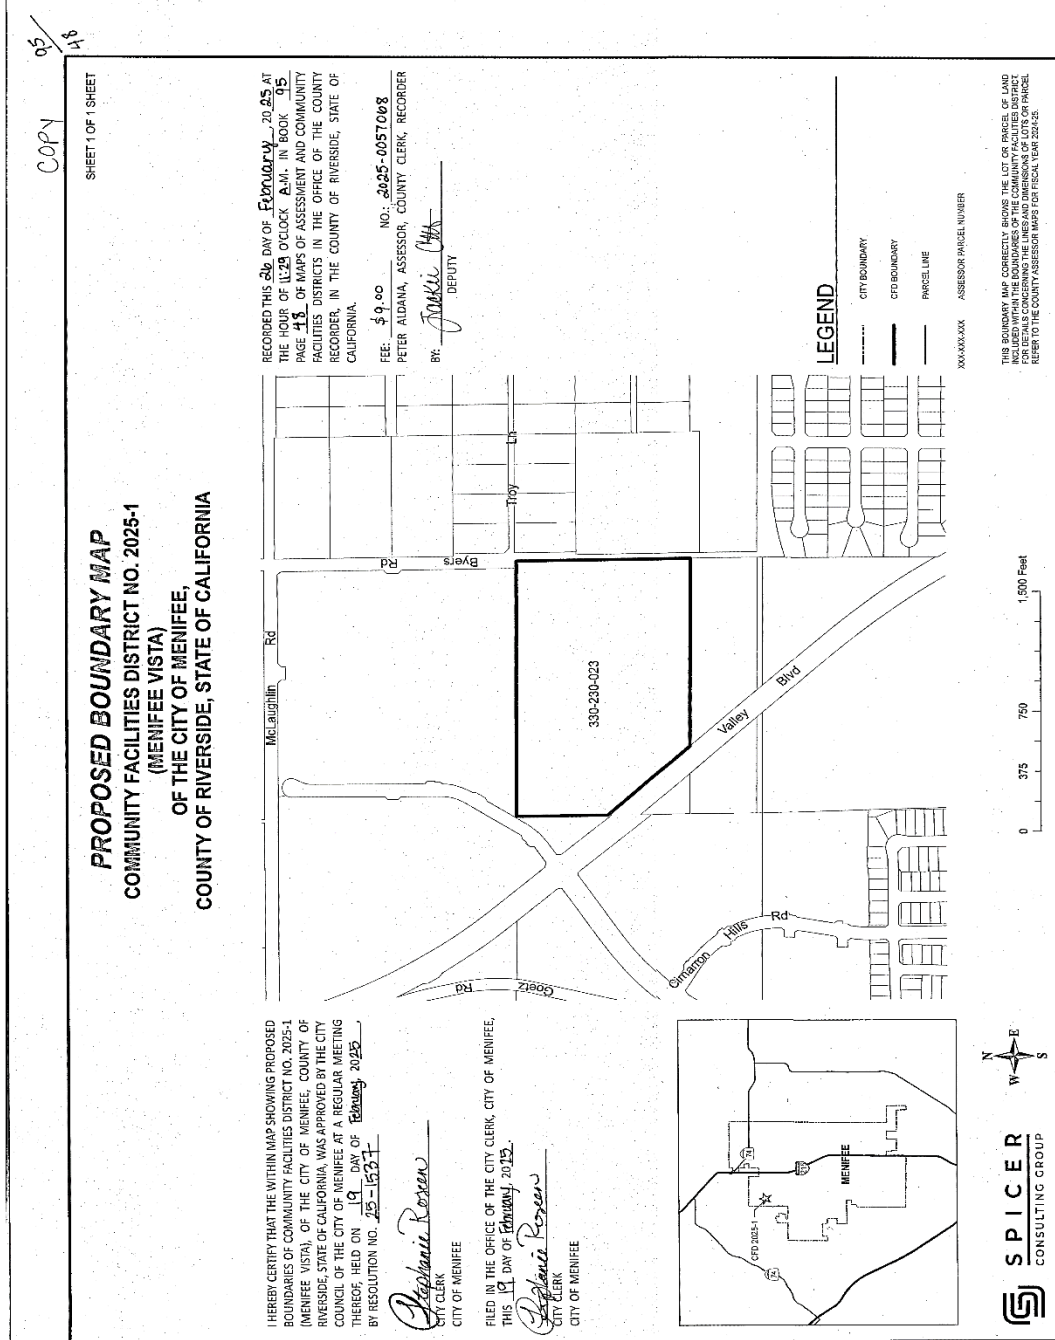 95/48
COPY
SHEET 1 OF 1 SHEET
PROPOSED BOUNDARY MAP
COMMUNITY FACILITIES DISTRICT NO. 2025-1
(MENIFEE VISTA)
OF THE CITY OF MENIFEE,
COUNTY OF RIVERSIDE, STATE OF CALIFORNIA
I HEREBY CERTIFY THAT THE WITHIN MAP SHOWING PROPOSED
BOUNDARIES OF COMMUNITY FACILITIES DISTRICT NO. 2025-1
(MENIFEE VISTA), OF THE CITY OF MENIFEE, COUNTY OF
RIVERSIDE, STATE OF CALIFORNIA, WAS APPROVED BY THE CITY
COUNCIL OF THE CITY OF MENIFEE AT A REGULAR MEETING
THEREOF, HELD ON 19 DAY OF February, 2025,
BY RESOLUTION NO. 25-1537
Stephanie Roseen
CITY CLERK
CITY OF MENIFEE
FILED IN THE OFFICE OF THE CITY CLERK, CITY OF MENIFEE,
THIS 19 DAY OF February, 2025.
Stephanie Roseen
CITY CLERK
CITY OF MENIFEE
RECORDED THIS 26 DAY OF February, 2025 AT
THE HOUR OF 11:29 O'CLOCK A.M. IN BOOK 95
PAGE 48 OF MAPS OF ASSESSMENT AND COMMUNITY
FACILITIES DISTRICTS IN THE OFFICE OF THE COUNTY
RECORDER, IN THE COUNTY OF RIVERSIDE, STATE OF
CALIFORNIA.
FEE: $9.00 NO.: 2025-0057068
PETER ALDANA, ASSESSOR, COUNTY CLERK, RECORDER
BY: Jackii
DEPUTY
McLaughlin Rd
Byers Rd
Troy Ln
330-230-023
Valley Blvd
Goetz Rd
Cimarron Hills Rd
LEGEND
CITY BOUNDARY
CFD BOUNDARY
PARCEL LINE
XXX-XXX-XXX ASSESSOR PARCEL NUMBER
THIS BOUNDARY MAP CORRECTLY SHOWS THE LOT OR PARCEL OF LAND
INCLUDED WITHIN THE BOUNDARIES OF THE COMMUNITY FACILITIES DISTRICT.
FOR DETAILS CONCERNING THE LINES AND DIMENSIONS OF LOTS OR PARCEL
REFER TO THE COUNTY ASSESSOR MAPS FOR FISCAL YEAR 2024-25.
0 375 750 1,500 Feet
74
74
215
CFD 2025-1
MENIFEE
N
W E
S
SPICER
CONSULTING GROUP